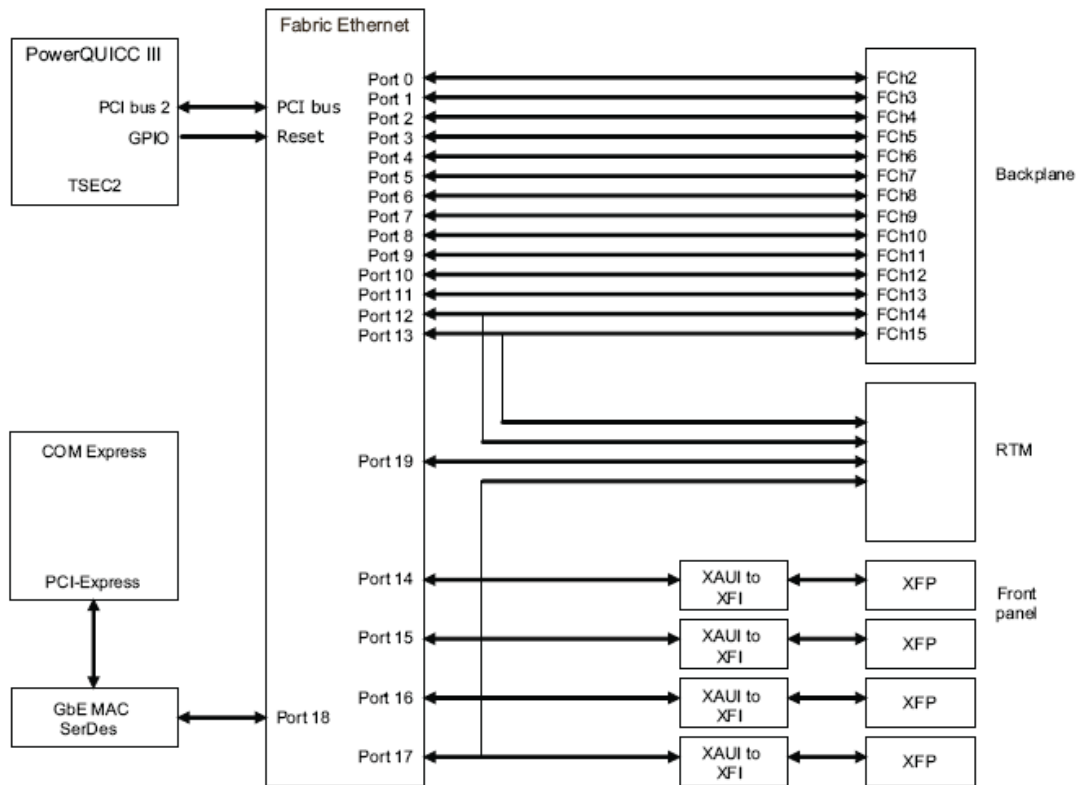 Fabric Ethernet
PowerQUICC III
PCI bus 2
GPIO
TSEC2
PCI bus
Reset
Port 0
Port 1
Port 2
Port 3
Port 4
Port 5
Port 6
Port 7
Port 8
Port 9
Port 10
Port 11
Port 12
Port 13
FCh2
FCh3
FCh4
FCh5
FCh6
FCh7
FCh8
FCh9
FCh10
FCh11
FCh12
FCh13
FCh14
FCh15
Backplane
COM Express
PCI-Express
Port 19
RTM
Port 14
XAUI to
XFI
XFP
Front
panel
Port 15
XAUI to
XFI
XFP
Port 16
XAUI to
XFI
XFP
GbE MAC
SerDes
Port 18
Port 17
XAUI to
XFI
XFP